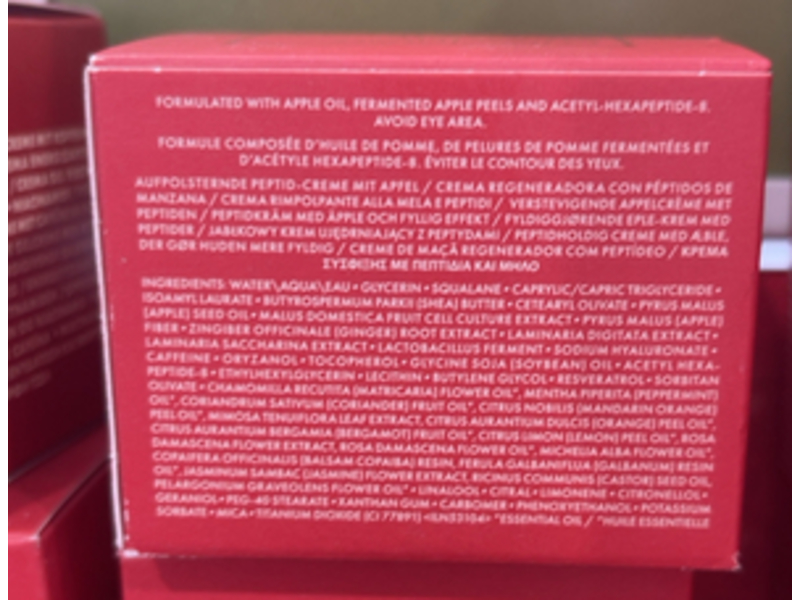 FORMULATED WITH APPLE OIL, FERMENTED APPLE PEELS AND ACETYL-HEXAPEPTIDE-8.
AVOID EYE AREA.
FORMULE COMPOSÉE D'HUILE DE POMME, DE PELURES DE POMME FERMENTÉES ET
D'ACÉTYLE HEXAPEPTIDE-8. ÉVITER LE CONTOUR DES YEUX.
AUFPOLSTERNDE PEPTID-CREME MIT APFEL / CREMA REGENERADORA CON PÉPTIDOS DE
MANZANA / CREMA RIMPOLPANTE ALLA MELA E PEPTIDI / VERSTEVIGENDE APPELCRÈME MET
PEPTIDEN / PEPTIDKRÄM MED ÄPPLE OCH FYLLIG EFFEKT / FYLDIGGJØRENDE EPLE-KREM MED
PEPTIDER / JABŁKOWY KREM UJĘDRNIAJĄCY Z PEPTYDAMI / PEPTIDHOLDIG CREME MED ÆBLE,
DER GØR HUDEN MERE FYLDIG / CREME DE MAÇÃ REGENERADOR COM PEPTÍDEO / ΚΡΕΜΑ
ΣΥΣΦΙΞΗΣ ΜΕ ΠΕΠΤΙΔΙΑ ΚΑΙ ΜΗΛΟ
INGREDIENTS: WATER\AQUA\EAU • GLYCERIN • SQUALANE • CAPRYLIC/CAPRIC TRIGLYCERIDE •
ISOAMYL LAURATE • BUTYROSPERMUM PARKII (SHEA) BUTTER • CETEARYL OLIVATE • PYRUS MALUS
(APPLE) SEED OIL • MALUS DOMESTICA FRUIT CELL CULTURE EXTRACT • PYRUS MALUS (APPLE)
FIBER • ZINGIBER OFFICINALE (GINGER) ROOT EXTRACT • LAMINARIA DIGITATA EXTRACT •
LAMINARIA SACCHARINA EXTRACT • LACTOBACILLUS FERMENT • SODIUM HYALURONATE •
CAFFEINE • ORYZANOL • TOCOPHEROL • GLYCINE SOJA (SOYBEAN) OIL • ACETYL HEXA-
PEPTIDE-8 • ETHYLHEXYLGLYCERIN • LECITHIN • BUTYLENE GLYCOL • RESVERATROL • SORBITAN
OLIVATE • CHAMOMILLA RECUTITA (MATRICARIA) FLOWER OIL*, MENTHA PIPERITA (PEPPERMINT)
OIL*, CORIANDRUM SATIVUM (CORIANDER) FRUIT OIL*, CITRUS NOBILIS (MANDARIN ORANGE)
PEEL OIL*, MIMOSA TENUIFLORA LEAF EXTRACT, CITRUS AURANTIUM DULCIS (ORANGE) PEEL OIL*,
CITRUS AURANTIUM BERGAMIA (BERGAMOT) FRUIT OIL*, CITRUS LIMON (LEMON) PEEL OIL*, ROSA
DAMASCENA FLOWER EXTRACT, ROSA DAMASCENA FLOWER OIL*, MICHELIA ALBA FLOWER OIL*,
COPAIFERA OFFICINALIS (BALSAM COPAIBA) RESIN, FERULA GALBANIFLUA (GALBANUM) RESIN
OIL*, JASMINUM SAMBAC (JASMINE) FLOWER EXTRACT, RICINUS COMMUNIS (CASTOR) SEED OIL,
PELARGONIUM GRAVEOLENS FLOWER OIL* • LINALOOL • CITRAL • LIMONENE • CITRONELLOL •
GERANIOL • PEG-40 STEARATE • XANTHAN GUM • CARBOMER • PHENOXYETHANOL • POTASSIUM
SORBATE • MICA • TITANIUM DIOXIDE (CI 77891) <ILN53104> *ESSENTIAL OIL / *HUILE ESSENTIELLE